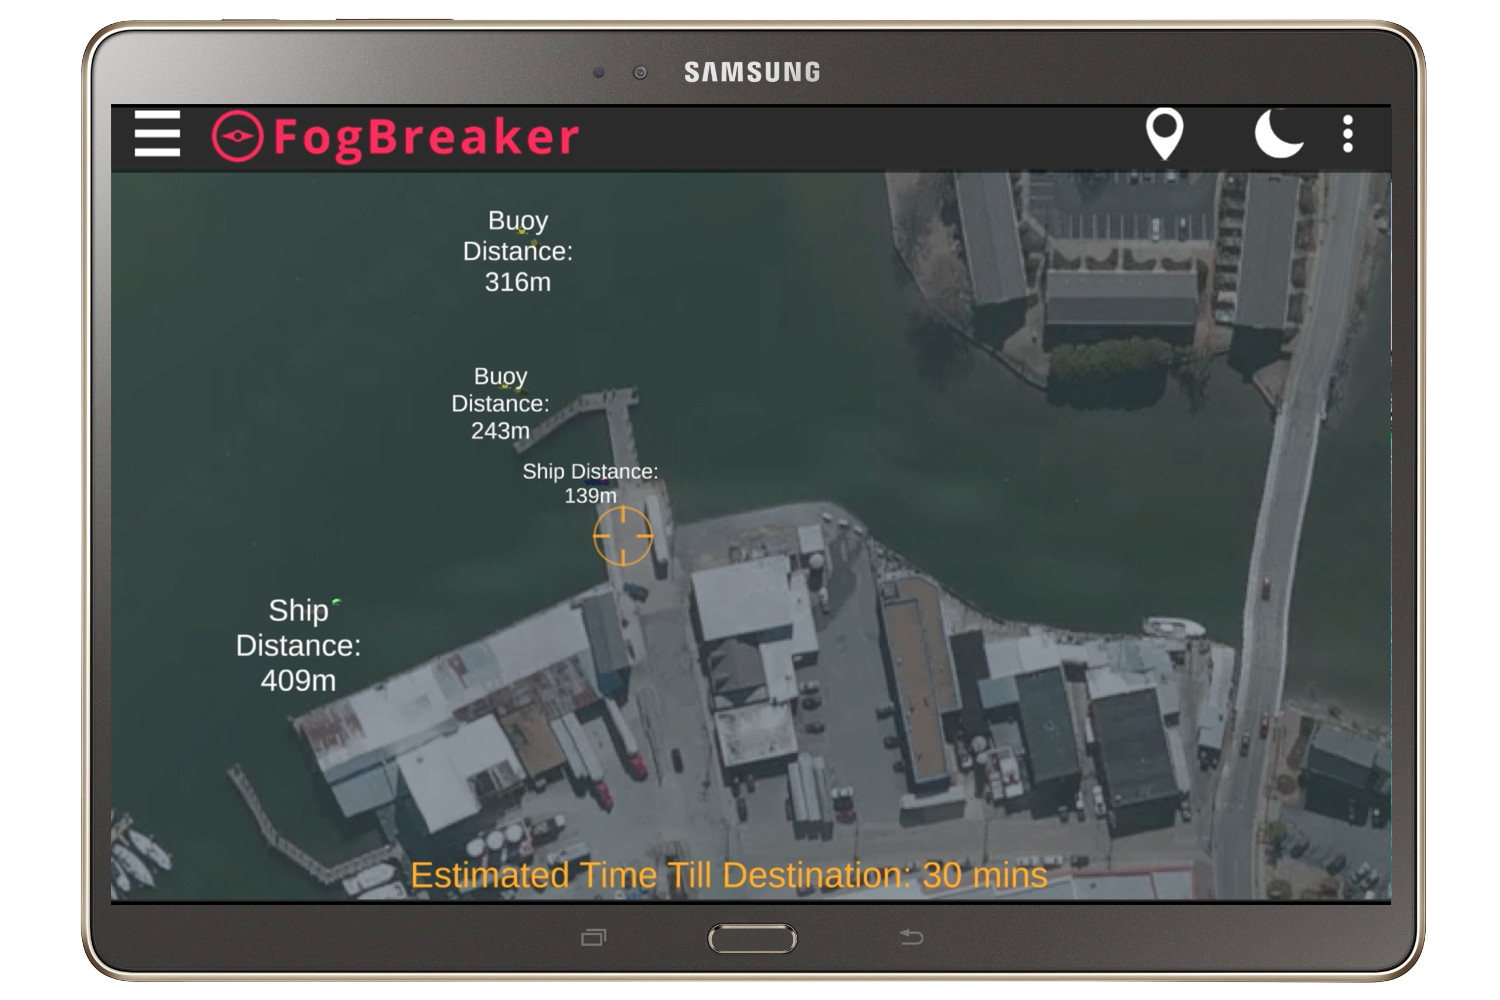 SAMSUNG
FogBreaker
Buoy
Distance:
316m
Buoy
Distance:
243m
Ship Distance:
139m
Ship
Distance:
409m
Estimated Time Till Destination: 30 mins